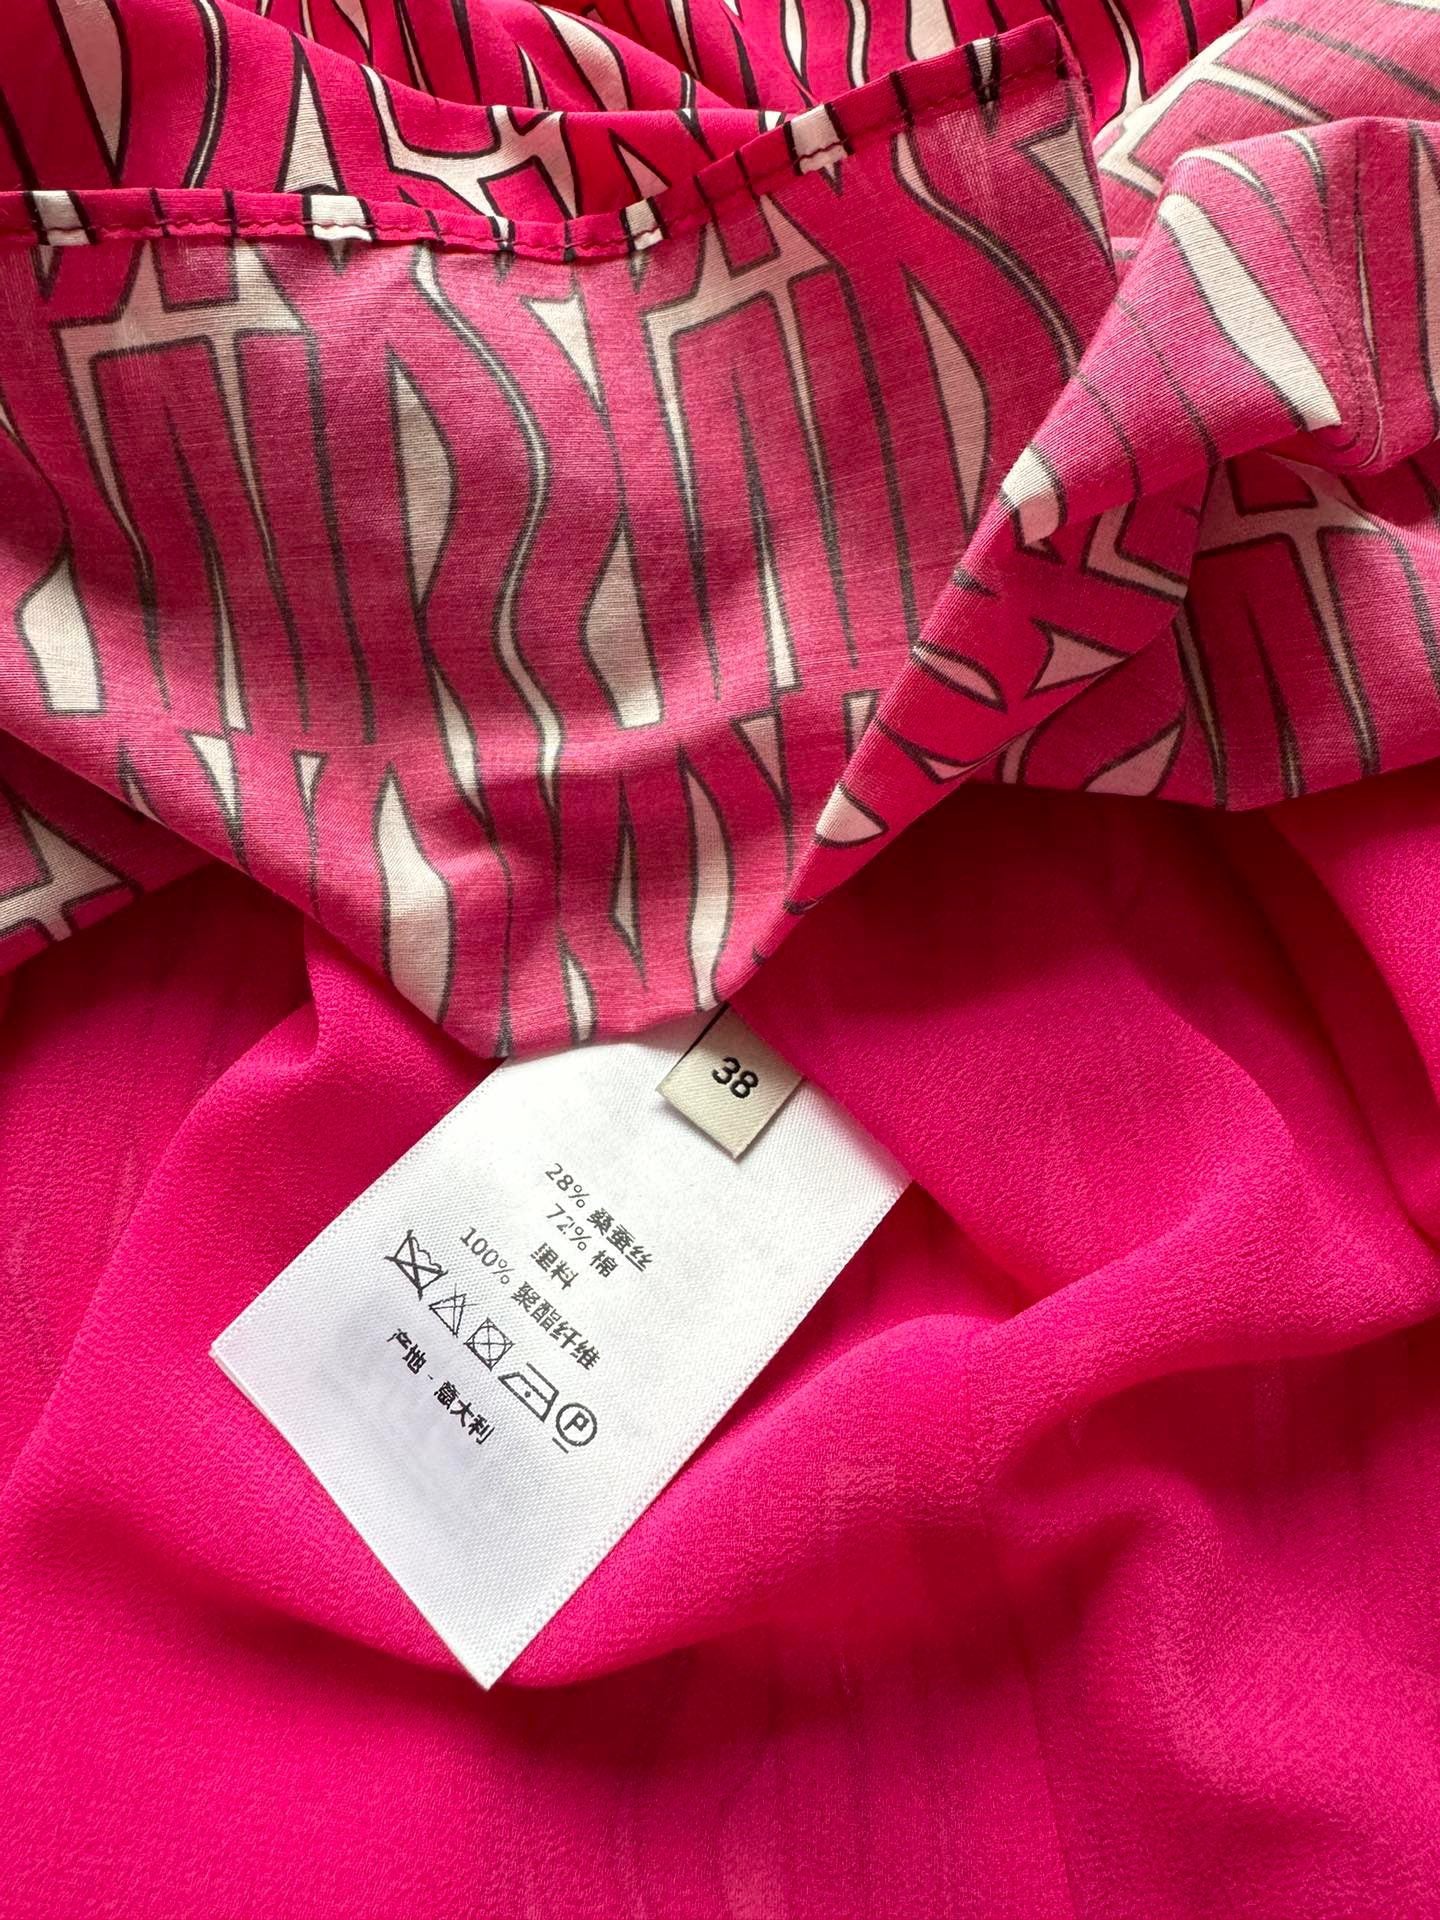 38
28% 桑蚕丝
72% 棉
里料
100% 聚酯纤维
P
产地 - 意大利